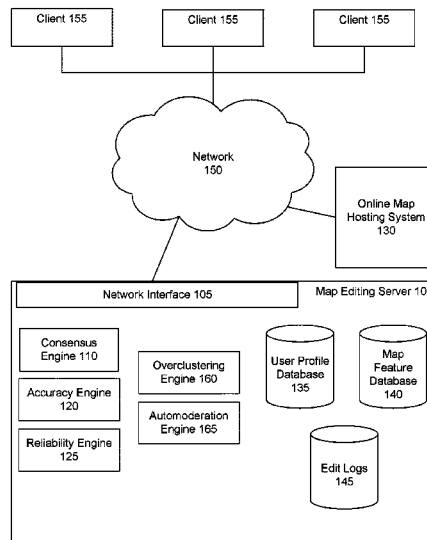 Client 155
Client 155
Client 155
Network
150
Online Map
Hosting System
130
Network Interface 105
Map Editing Server 10
Consensus
Engine 110
Accuracy Engine
120
Reliability Engine
125
Overclustering
Engine 160
Automoderation
Engine 165
User Profile
Database
135
Map
Feature
Database
140
Edit Logs
145